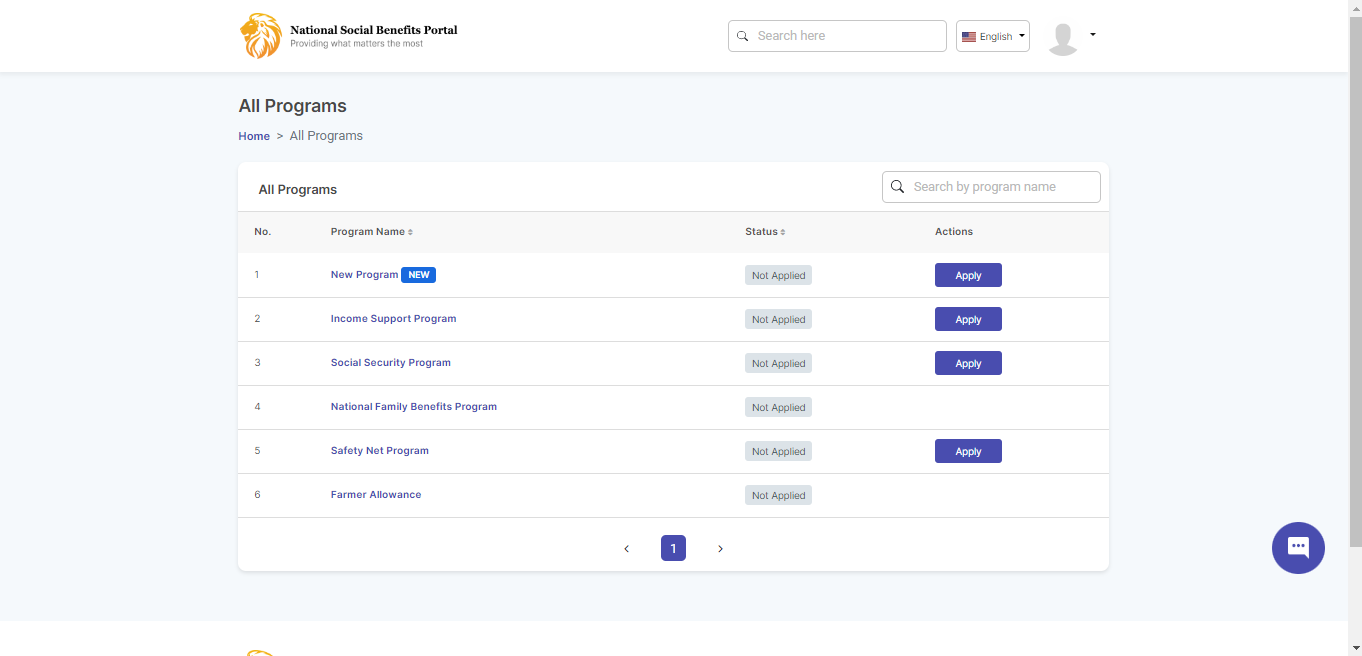 National Social Benefits Portal
Providing what matters the most
Search here
English
All Programs
Home > All Programs
All Programs
Search by program name
No. Program Name Status Actions
1 New Program NEW Not Applied Apply
2 Income Support Program Not Applied Apply
3 Social Security Program Not Applied Apply
4 National Family Benefits Program Not Applied
5 Safety Net Program Not Applied Apply
6 Farmer Allowance Not Applied
< 1 >